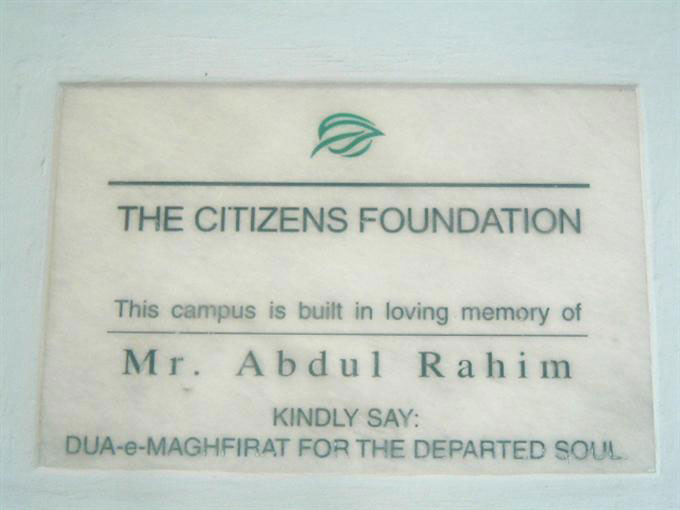 THE CITIZENS FOUNDATION
This campus is built in loving memory of
Mr. Abdul Rahim
KINDLY SAY:
DUA-e-MAGHFIRAT FOR THE DEPARTED SOUL